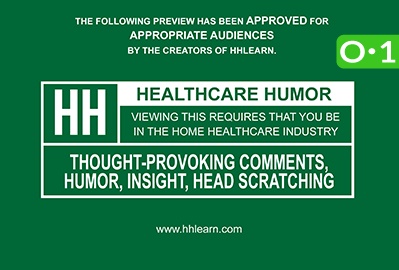 THE FOLLOWING PREVIEW HAS BEEN APPROVED FOR
APPROPRIATE AUDIENCES
BY THE CREATORS OF HHLEARN.
O·1
HH
HEALTHCARE HUMOR
VIEWING THIS REQUIRES THAT YOU BE
IN THE HOME HEALTHCARE INDUSTRY
THOUGHT-PROVOKING COMMENTS,
HUMOR, INSIGHT, HEAD SCRATCHING
www.hhlearn.com